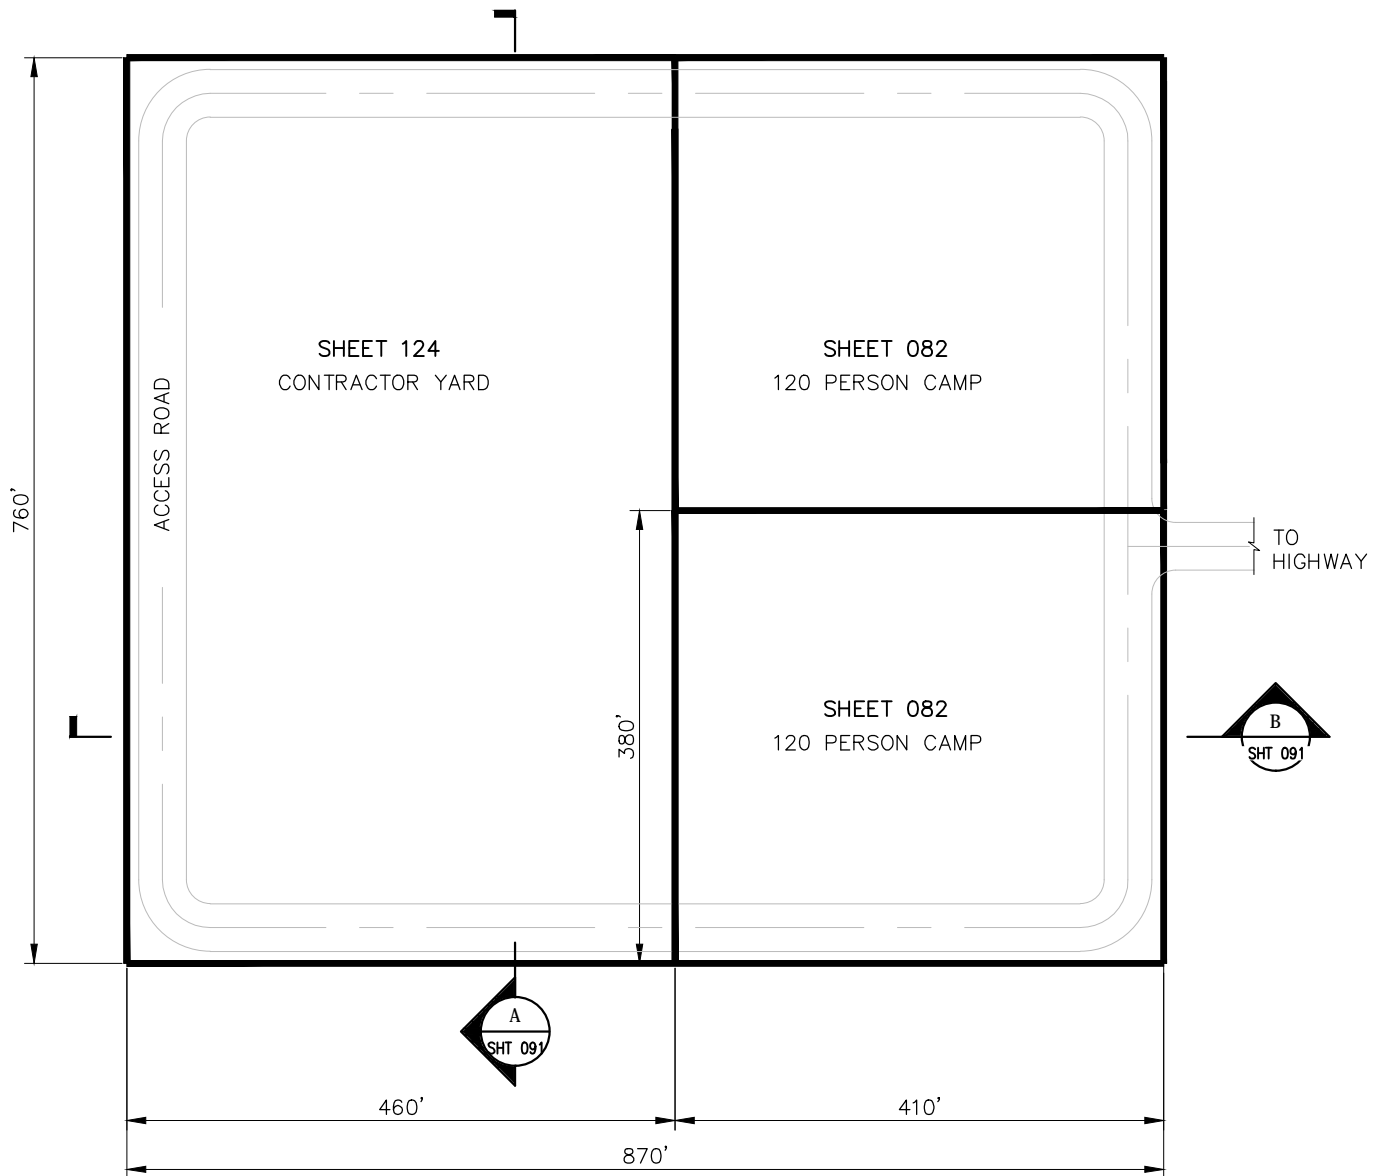 SHEET 124
CONTRACTOR YARD
SHEET 082
120 PERSON CAMP
ACCESS ROAD
760'
TO
HIGHWAY
SHEET 082
120 PERSON CAMP
380'
B
SHT 091
A
SHT 091
460'
410'
870'